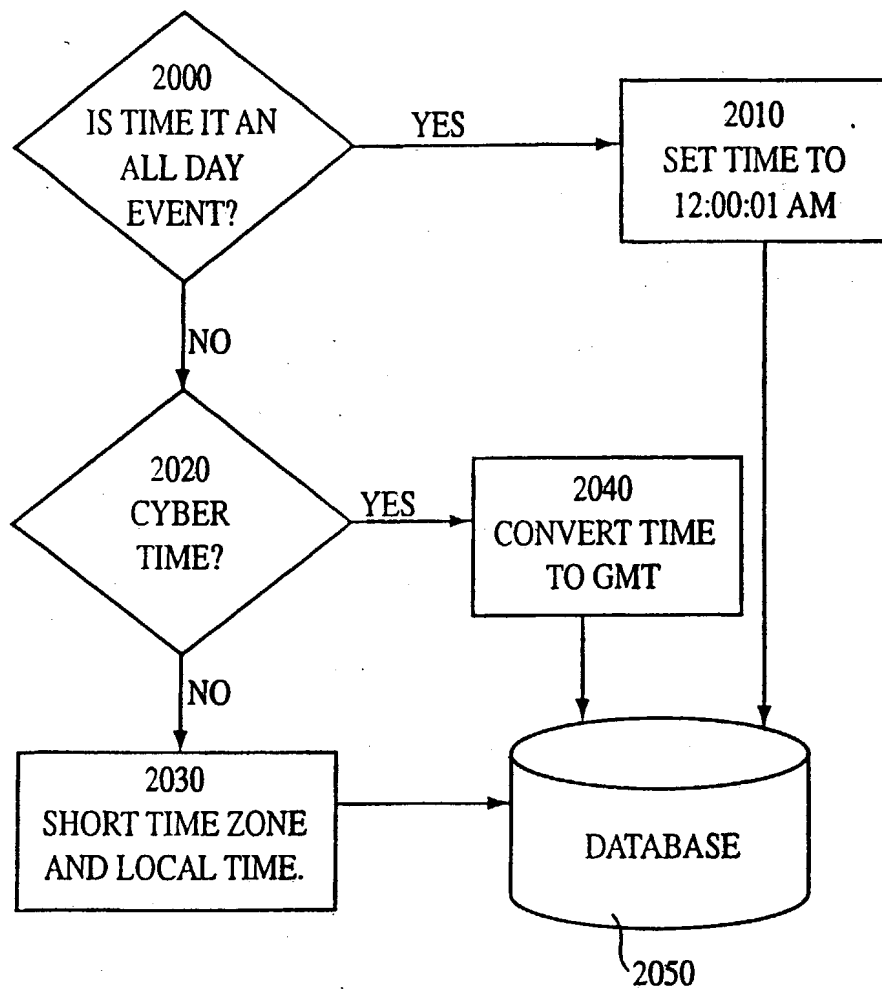 2000
IS TIME IT AN
ALL DAY
EVENT?
YES
2010
SET TIME TO
12:00:01 AM
NO
2020
CYBER
TIME?
YES
2040
CONVERT TIME
TO GMT
NO
2030
SHORT TIME ZONE
AND LOCAL TIME.
DATABASE
2050